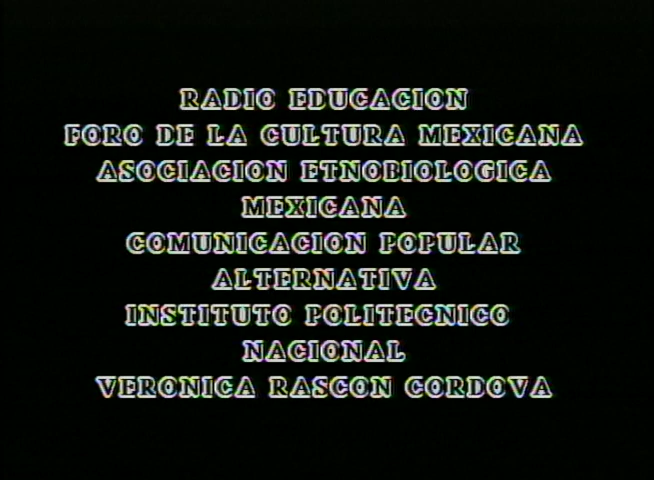 RADIO EDUCACION
FORO DE LA CULTURA MEXICANA
ASOCIACION ETNOBIOLOGICA
MEXICANA
COMUNICACION POPULAR
ALTERNATIVA
INSTITUTO POLITECNICO
NACIONAL
VERONICA RASCON CORDOVA